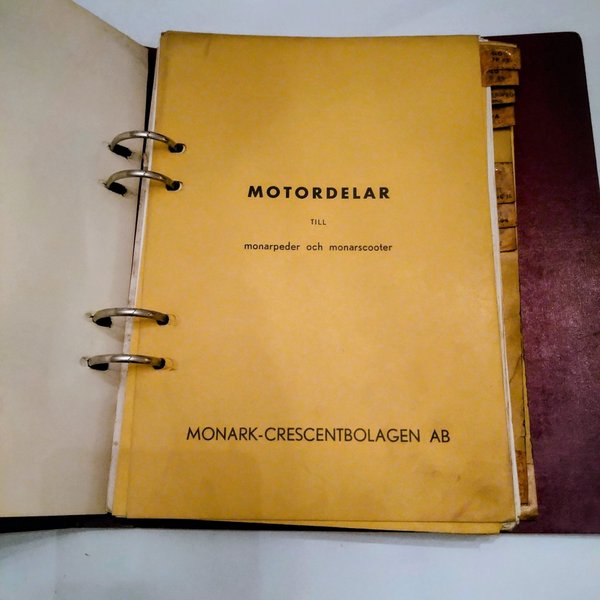 MOTORDELAR
TILL
monarpeder och monarscooter
MONARK-CRESCENTBOLAGEN AB